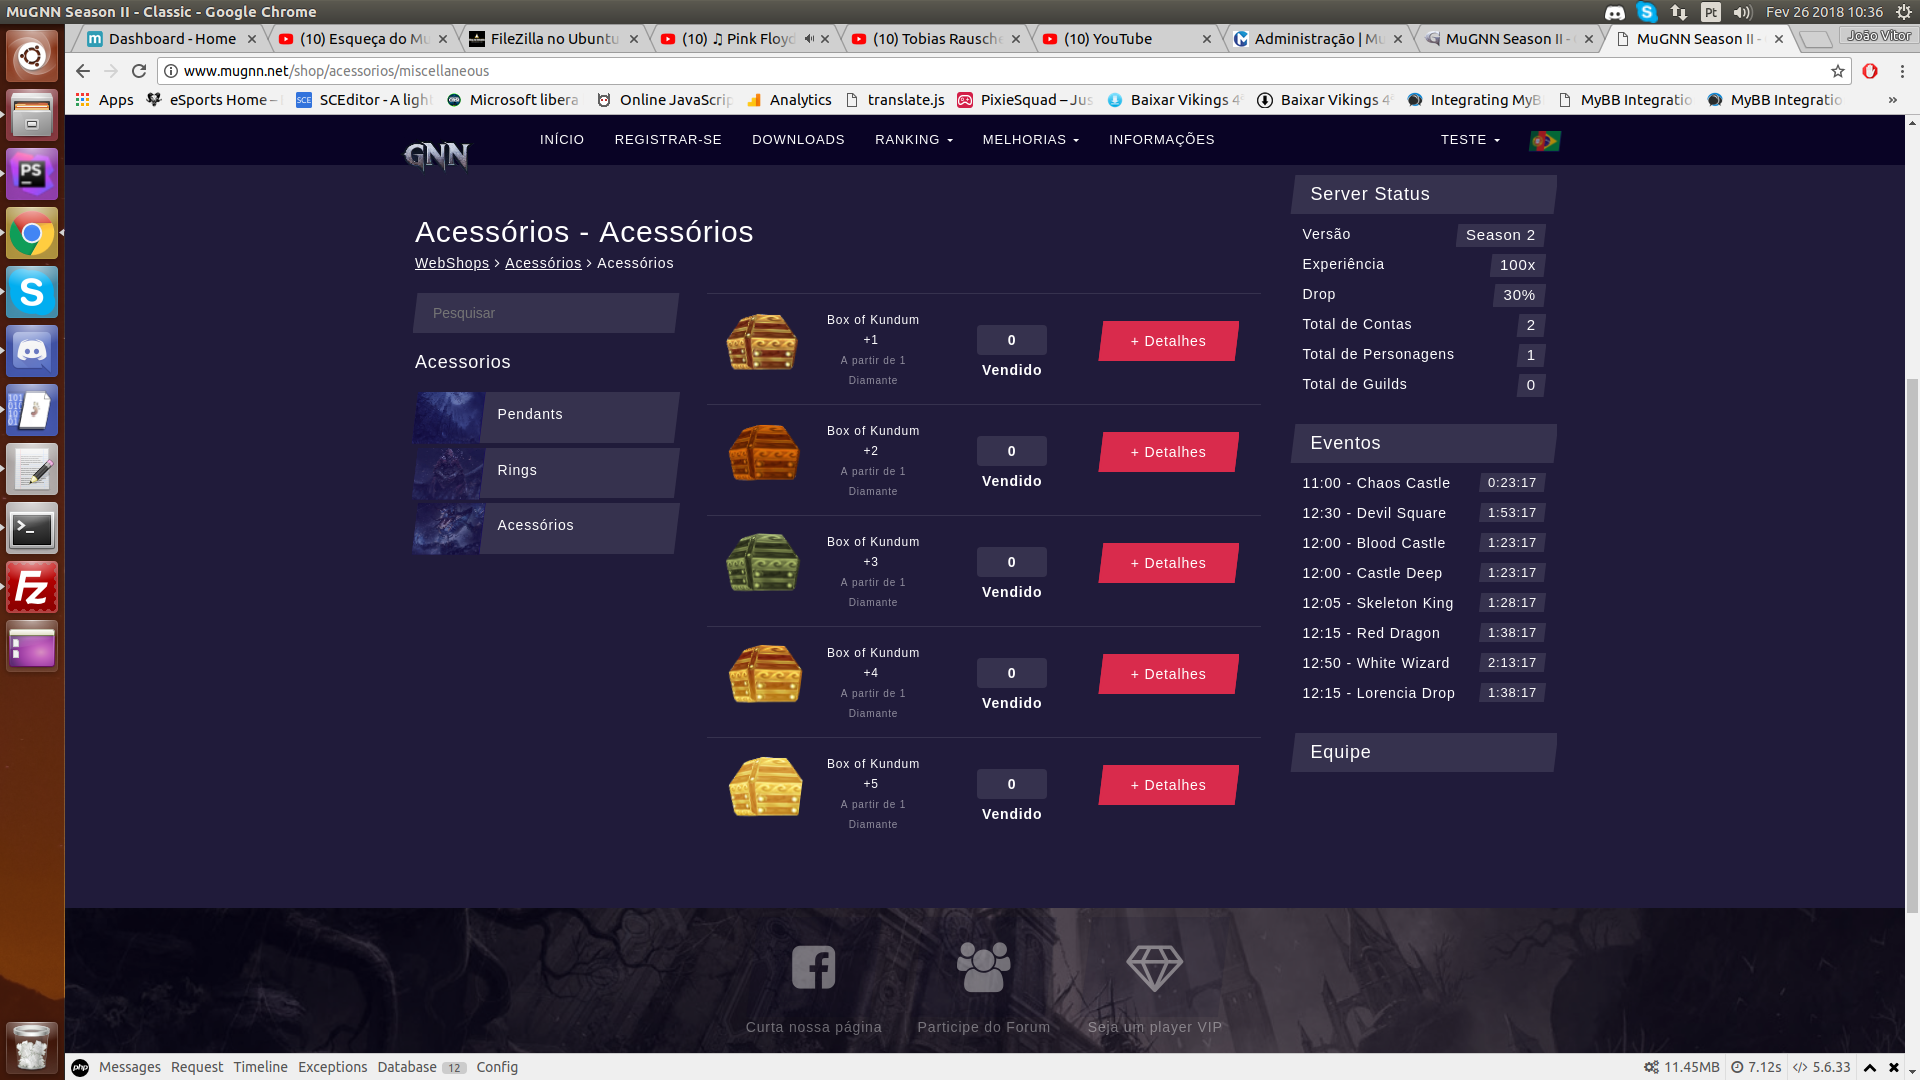 MuGNN Season II - Classic - Google Chrome
Pt
Fev 26 2018 10:36
Dashboard - Home
(10) Esqueça do Mu
FileZilla no Ubuntu
(10) ♫ Pink Floyd
(10) Tobias Rausche
(10) YouTube
Administração | Mu
MuGNN Season II -
MuGNN Season II -
João Vitor
www.mugnn.net/shop/acessorios/miscellaneous
Apps
eSports Home –
SCEditor - A ligh
Microsoft libera
Online JavaScrip
Analytics
translate.js
PixieSquad – Jus
Baixar Vikings 4ª
Baixar Vikings 4ª
Integrating MyB
MyBB Integratio
MyBB Integratio
»
GNN
INÍCIO
REGISTRAR-SE
DOWNLOADS
RANKING
MELHORIAS
INFORMAÇÕES
TESTE
Acessórios - Acessórios
WebShops > Acessórios > Acessórios
Pesquisar
Acessorios
Pendants
Rings
Acessórios
Box of Kundum
+1
A partir de 1
Diamante
0
Vendido
+ Detalhes
Box of Kundum
+2
A partir de 1
Diamante
0
Vendido
+ Detalhes
Box of Kundum
+3
A partir de 1
Diamante
0
Vendido
+ Detalhes
Box of Kundum
+4
A partir de 1
Diamante
0
Vendido
+ Detalhes
Box of Kundum
+5
A partir de 1
Diamante
0
Vendido
+ Detalhes
Server Status
Versão Season 2
Experiência 100x
Drop 30%
Total de Contas 2
Total de Personagens 1
Total de Guilds 0
Eventos
11:00 - Chaos Castle 0:23:17
12:30 - Devil Square 1:53:17
12:00 - Blood Castle 1:23:17
12:00 - Castle Deep 1:23:17
12:05 - Skeleton King 1:28:17
12:15 - Red Dragon 1:38:17
12:50 - White Wizard 2:13:17
12:15 - Lorencia Drop 1:38:17
Equipe
Curta nossa página
Participe do Forum
Seja um player VIP
php
Messages
Request
Timeline
Exceptions
Database 12
Config
11.45MB
7.12s
5.6.33